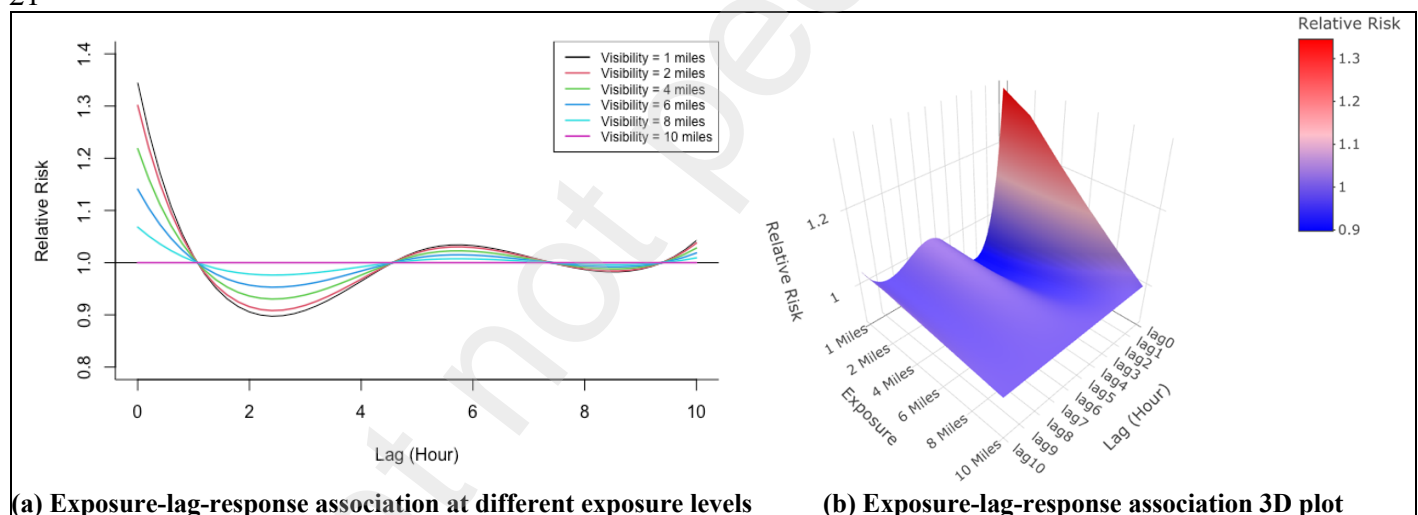 21
1.4
1.3
1.2
1.1
1.0
0.9
0.8
Relative Risk
Visibility = 1 miles
Visibility = 2 miles
Visibility = 4 miles
Visibility = 6 miles
Visibility = 8 miles
Visibility = 10 miles
0 2 4 6 8 10
Lag (Hour)
(a) Exposure-lag-response association at different exposure levels
Relative Risk
1.3
1.2
1.1
1
0.9
1.2
1
Relative Risk
1 Miles
2 Miles
4 Miles
6 Miles
8 Miles
10 Miles
Exposure
lag0
lag1
lag2
lag3
lag4
lag5
lag6
lag7
lag8
lag9
lag10
Lag (Hour)
(b) Exposure-lag-response association 3D plot
not pee